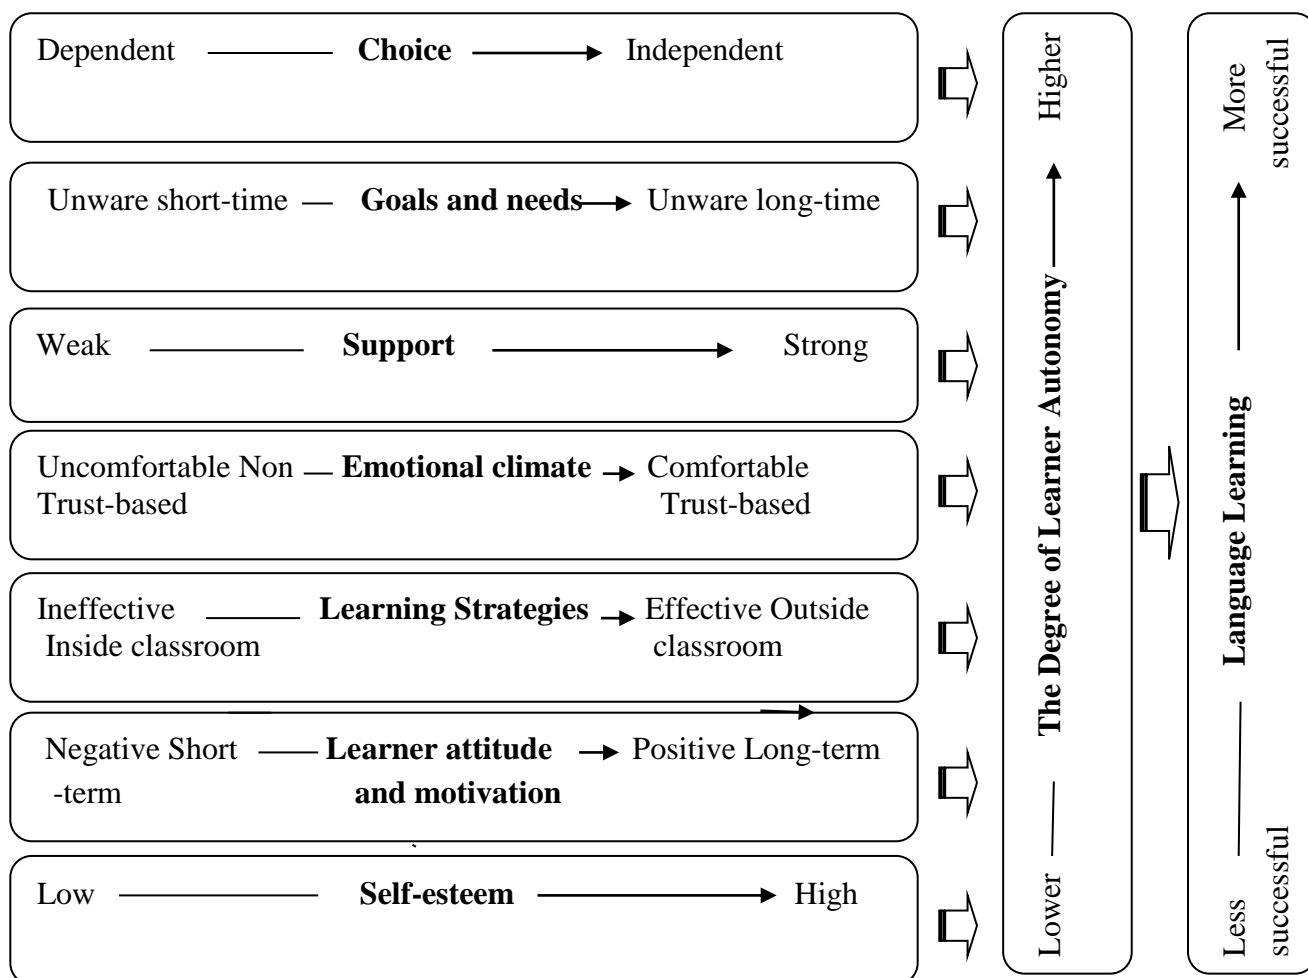 Dependent Choice Independent
Unware short-time Goals and needs Unware long-time
Weak Support Strong
Uncomfortable Non Emotional climate Comfortable
Trust-based Trust-based
Ineffective Learning Strategies Effective Outside
Inside classroom classroom
Negative Short Learner attitude Positive Long-term
-term and motivation
Low Self-esteem High
Lower The Degree of Learner Autonomy Higher
Less Language Learning More
successful successful